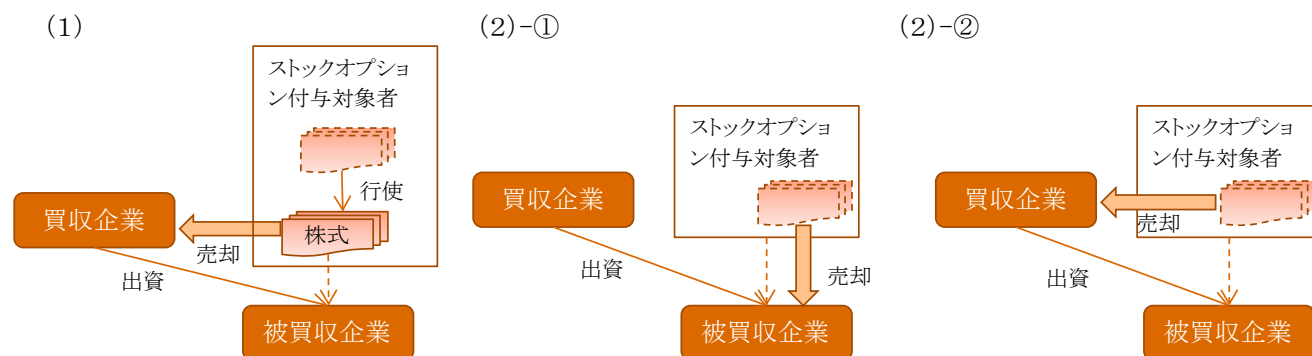 (1)
ストックオプショ
ン付与対象者
行使
買収企業
株式
売却
出資
被買収企業
(2)-①
ストックオプショ
ン付与対象者
買収企業
出資
売却
被買収企業
(2)-②
ストックオプショ
ン付与対象者
買収企業
売却
出資
被買収企業